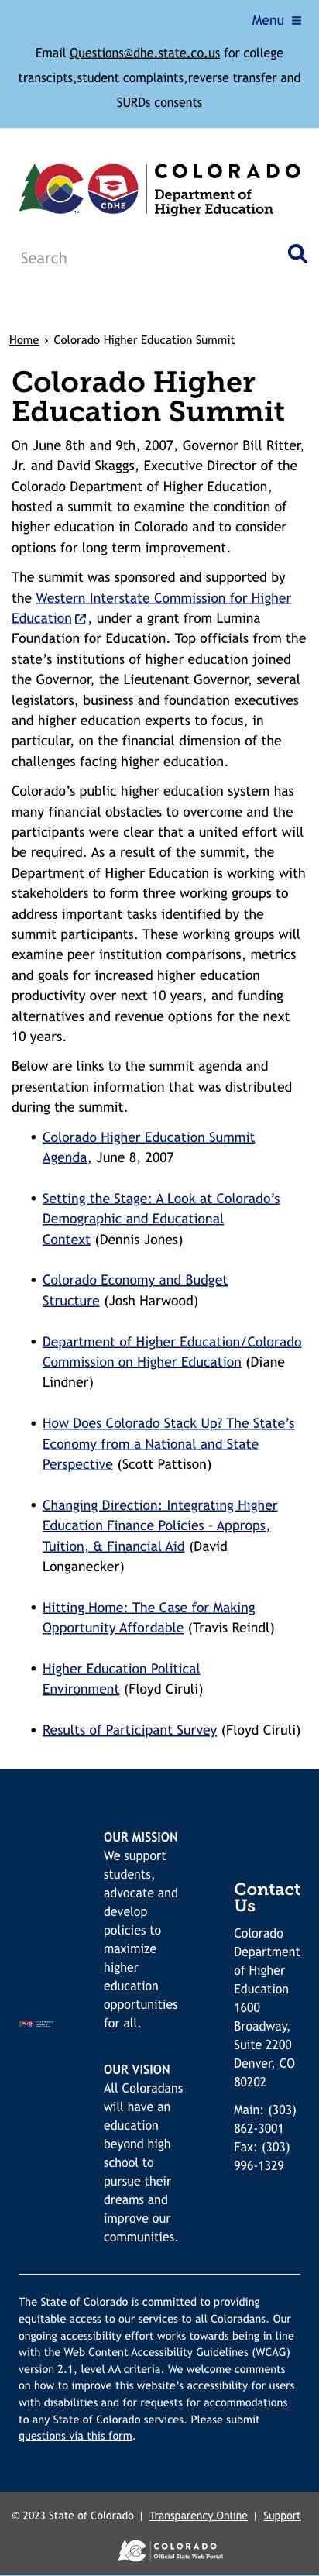 Menu ≡
Email Questions@dhe.state.co.us for college
transcipts,student complaints,reverse transfer and
SURDs consents
CDHE
COLORADO
Department of
Higher Education
Search
Home › Colorado Higher Education Summit
Colorado Higher
Education Summit
On June 8th and 9th, 2007, Governor Bill Ritter,
Jr. and David Skaggs, Executive Director of the
Colorado Department of Higher Education,
hosted a summit to examine the condition of
higher education in Colorado and to consider
options for long term improvement.
The summit was sponsored and supported by
the Western Interstate Commission for Higher
Education, under a grant from Lumina
Foundation for Education. Top officials from the
state’s institutions of higher education joined
the Governor, the Lieutenant Governor, several
legislators, business and foundation executives
and higher education experts to focus, in
particular, on the financial dimension of the
challenges facing higher education.
Colorado’s public higher education system has
many financial obstacles to overcome and the
participants were clear that a united effort will
be required. As a result of the summit, the
Department of Higher Education is working with
stakeholders to form three working groups to
address important tasks identified by the
summit participants. These working groups will
examine peer institution comparisons, metrics
and goals for increased higher education
productivity over next 10 years, and funding
alternatives and revenue options for the next
10 years.
Below are links to the summit agenda and
presentation information that was distributed
during the summit.
• Colorado Higher Education Summit
Agenda, June 8, 2007
• Setting the Stage: A Look at Colorado’s
Demographic and Educational
Context (Dennis Jones)
• Colorado Economy and Budget
Structure (Josh Harwood)
• Department of Higher Education/Colorado
Commission on Higher Education (Diane
Lindner)
• How Does Colorado Stack Up? The State’s
Economy from a National and State
Perspective (Scott Pattison)
• Changing Direction: Integrating Higher
Education Finance Policies – Approps,
Tuition, & Financial Aid (David
Longanecker)
• Hitting Home: The Case for Making
Opportunity Affordable (Travis Reindl)
• Higher Education Political
Environment (Floyd Ciruli)
• Results of Participant Survey (Floyd Ciruli)
COLORADO
OUR MISSION
We support
students,
advocate and
develop
policies to
maximize
higher
education
opportunities
for all.
OUR VISION
All Coloradans
will have an
education
beyond high
school to
pursue their
dreams and
improve our
communities.
Contact
Us
Colorado
Department
of Higher
Education
1600
Broadway,
Suite 2200
Denver, CO
80202
Main: (303)
862-3001
Fax: (303)
996-1329
The State of Colorado is committed to providing
equitable access to our services to all Coloradans. Our
ongoing accessibility effort works towards being in line
with the Web Content Accessibility Guidelines (WCAG)
version 2.1, level AA criteria. We welcome comments
on how to improve this website’s accessibility for users
with disabilities and for requests for accommodations
to any State of Colorado services. Please submit
questions via this form.
© 2023 State of Colorado | Transparency Online | Support
COLORADO
Official State Web Portal